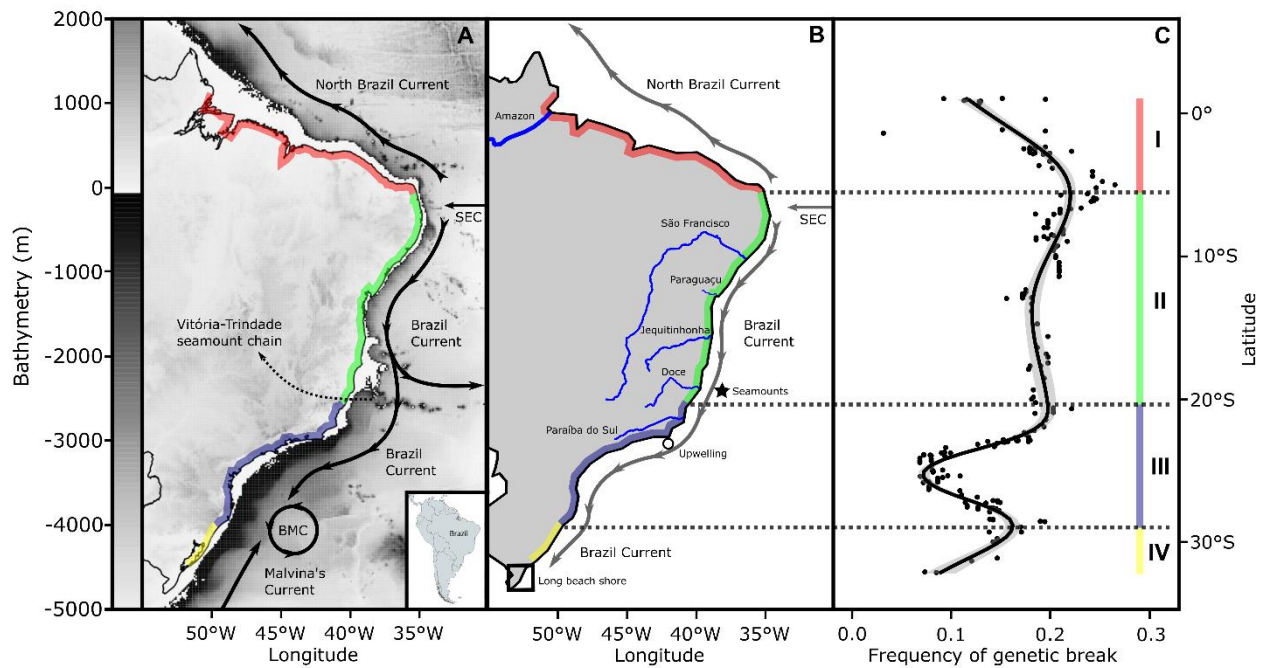 2000
1000
0
-1000
-2000
-3000
-4000
-5000
Bathymetry (m)
A
North Brazil Current
SEC
Vitória-Trindade
seamount chain
Brazil
Current
Brazil
Current
BMC
Malvina's
Current
Brazil
50°W
45°W
40°W
35°W
Longitude
B
North Brazil Current
Amazon
SEC
São Francisco
Paraguaçu
Jequitinhonha
Brazil
Current
Doce
Seamounts
Paraíba do Sul
Upwelling
Brazil Current
Long beach shore
50°W
45°W
40°W
35°W
Longitude
C
I
II
III
IV
0°
10°S
20°S
30°S
Latitude
0.0
0.1
0.2
0.3
Frequency of genetic break